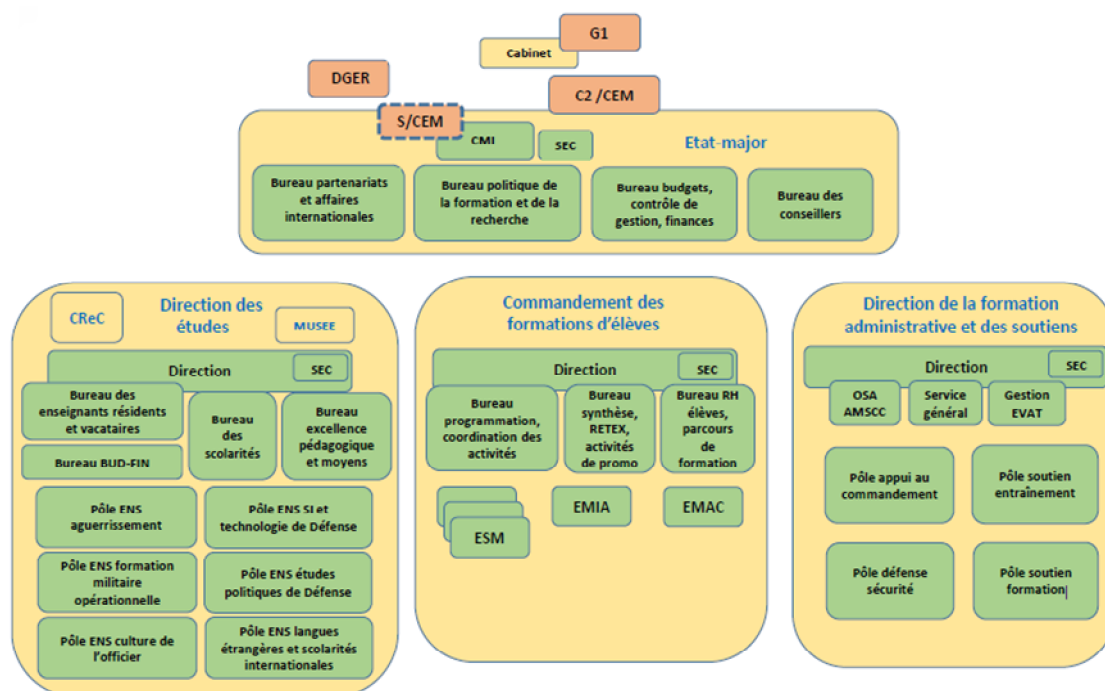 G1
Cabinet
DGER
C2 /CEM
S/CEM
CMI
SEC
Etat-major
Bureau partenariats
et affaires
internationales
Bureau politique de
la formation et de la
recherche
Bureau budgets,
contrôle de
gestion, finances
Bureau des
conseillers
CReC
Direction des
études
MUSEE
Direction
SEC
Bureau des
enseignants résidents
et vacataires
Bureau
des
scolarités
Bureau
excellence
pédagogique
et moyens
Bureau BUD-FIN
Pôle ENS
aguerrissement
Pôle ENS SI et
technologie de Défense
Pôle ENS formation
militaire
opérationnelle
Pôle ENS études
politiques de Défense
Pôle ENS culture de
l'officier
Pôle ENS langues
étrangères et scolarités
internationales
Commandement des
formations d'élèves
Direction
SEC
Bureau
programmation,
coordination des
activités
Bureau
synthèse,
RETEX,
activités
de promo
Bureau RH
élèves,
parcours
de
formation
ESM
EMIA
EMAC
Direction de la formation
administrative et des soutiens
Direction
SEC
OSA
AMSCC
Service
général
Gestion
EVAT
Pôle appui au
commandement
Pôle soutien
entraînement
Pôle défense
sécurité
Pôle soutien
formation